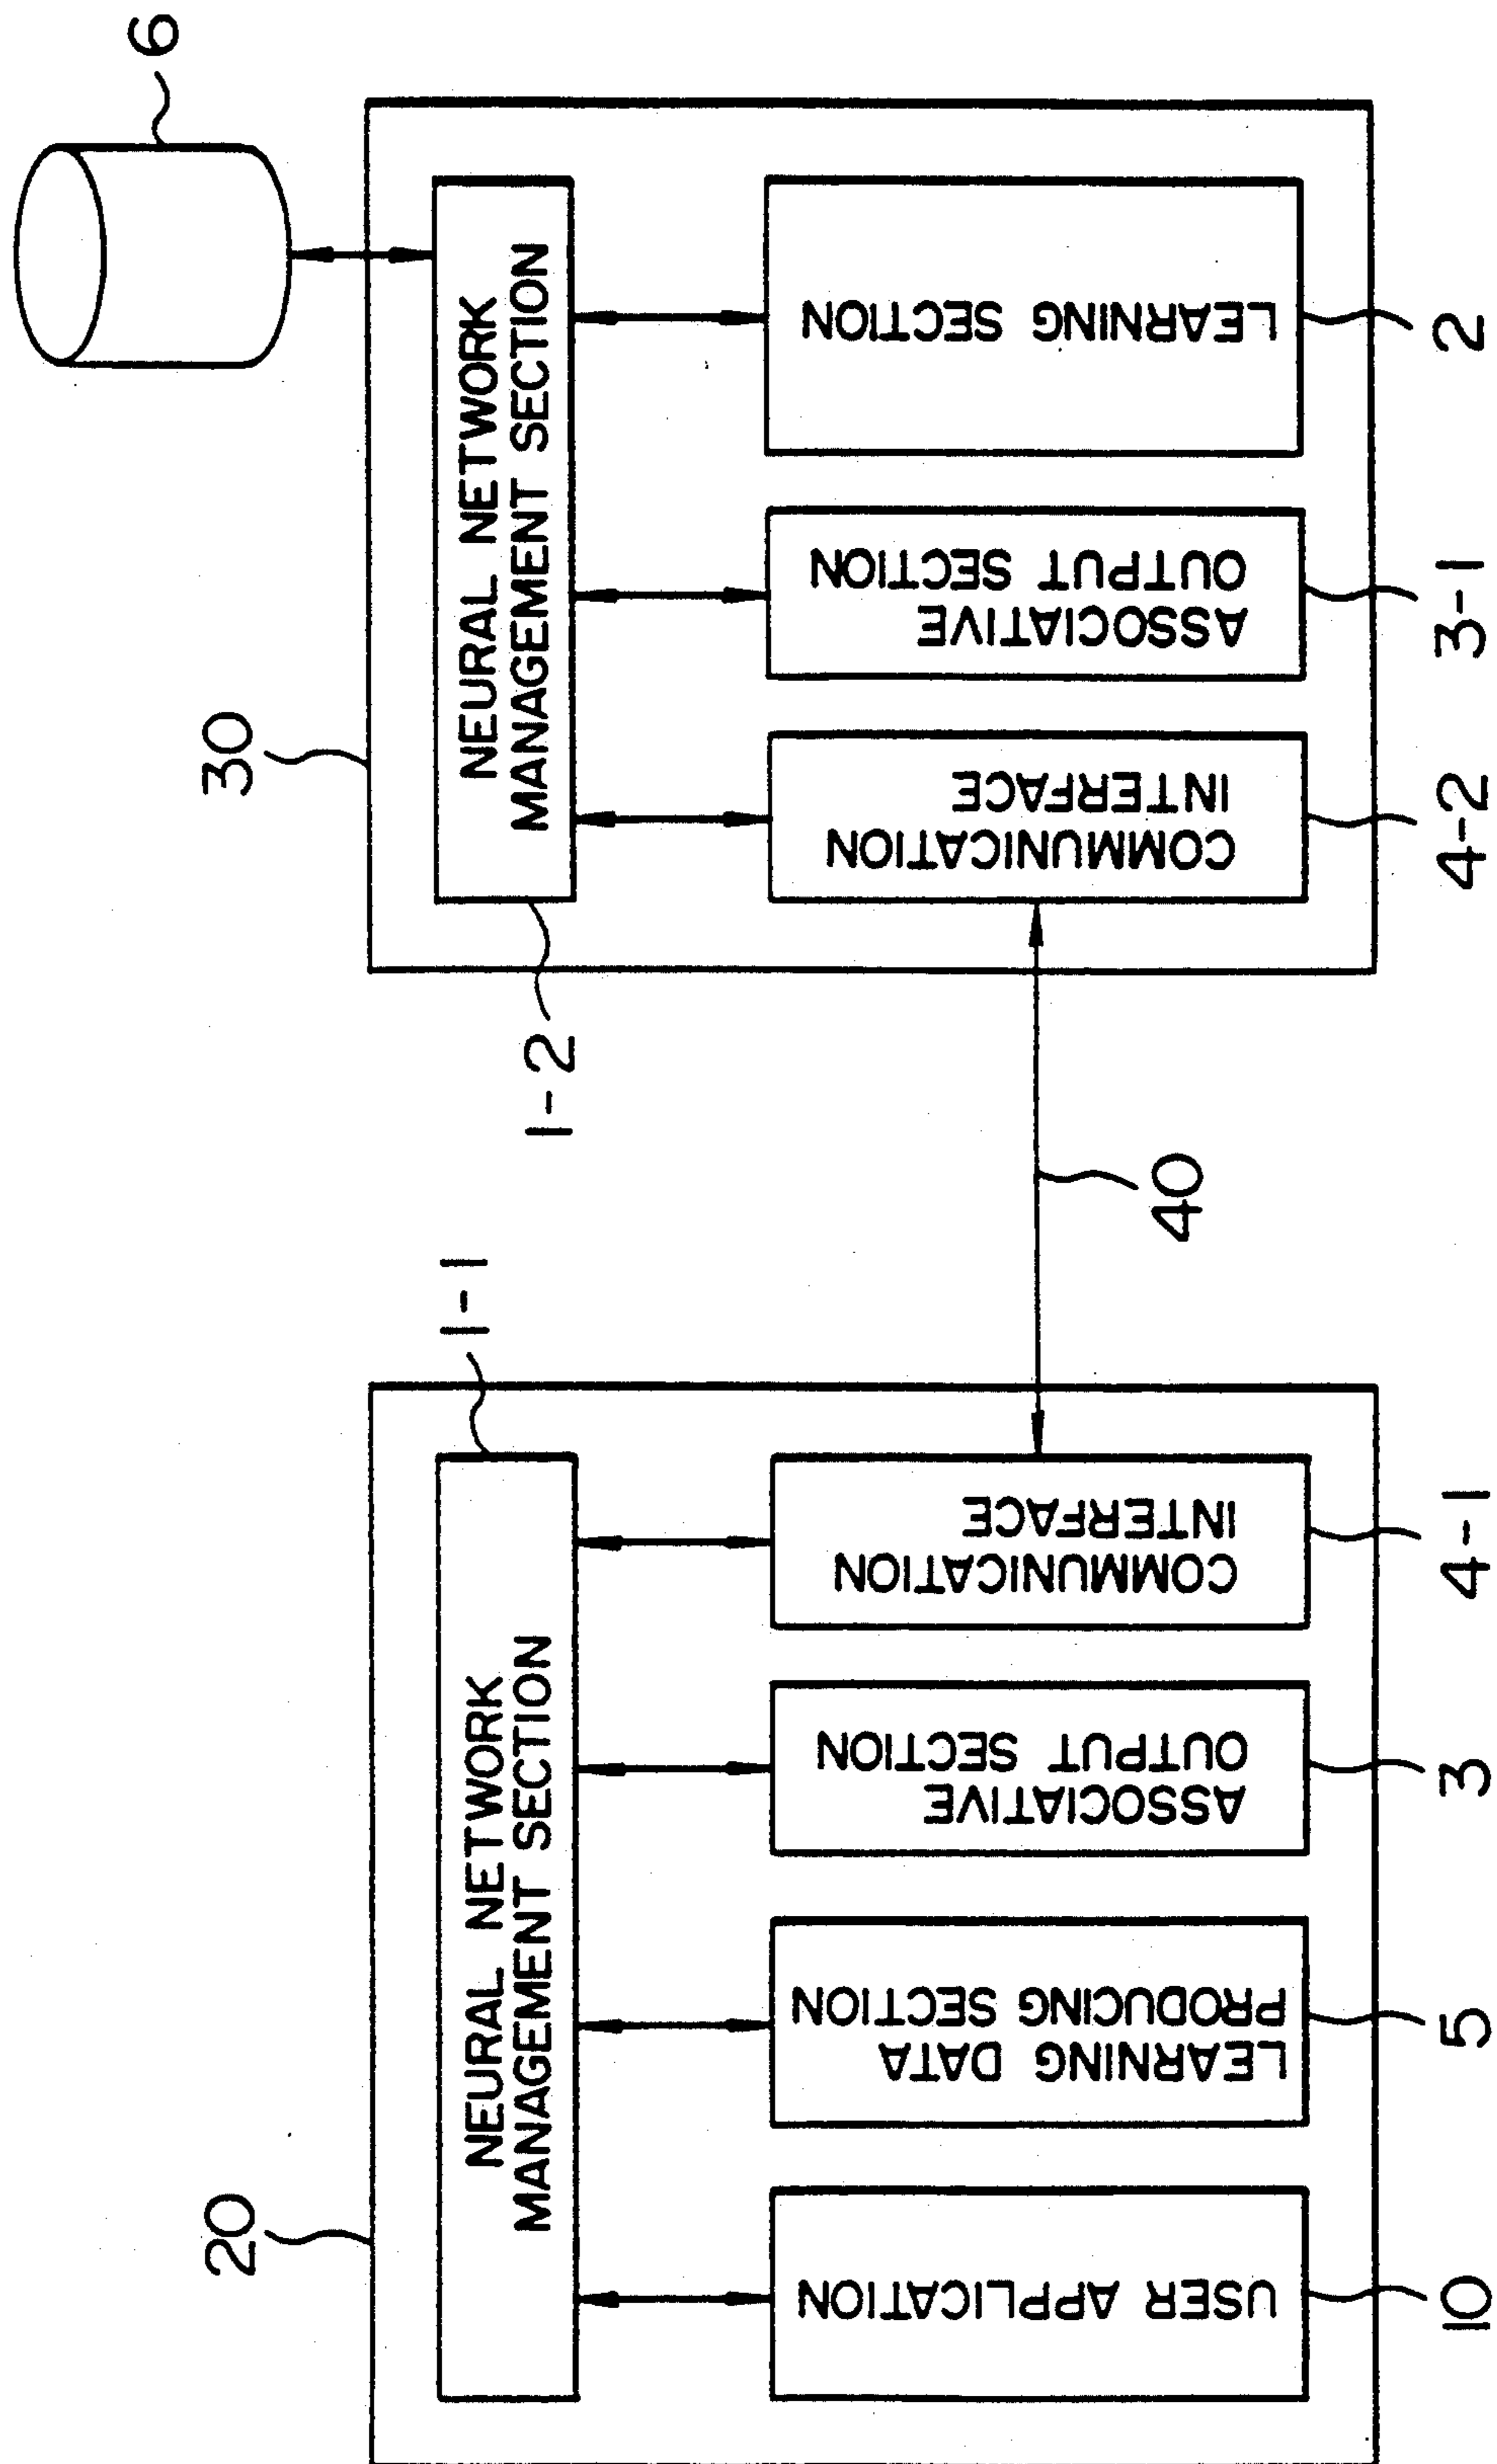 20
NEURAL NETWORK
MANAGEMENT SECTION
1-1
USER APPLICATION
10
LEARNING DATA
PRODUCING SECTION
5
ASSOCIATIVE
OUTPUT SECTION
3
COMMUNICATION
INTERFACE
4-1
40
30
6
NEURAL NETWORK
MANAGEMENT SECTION
1-2
COMMUNICATION
INTERFACE
4-2
ASSOCIATIVE
OUTPUT SECTION
3-1
LEARNING SECTION
2